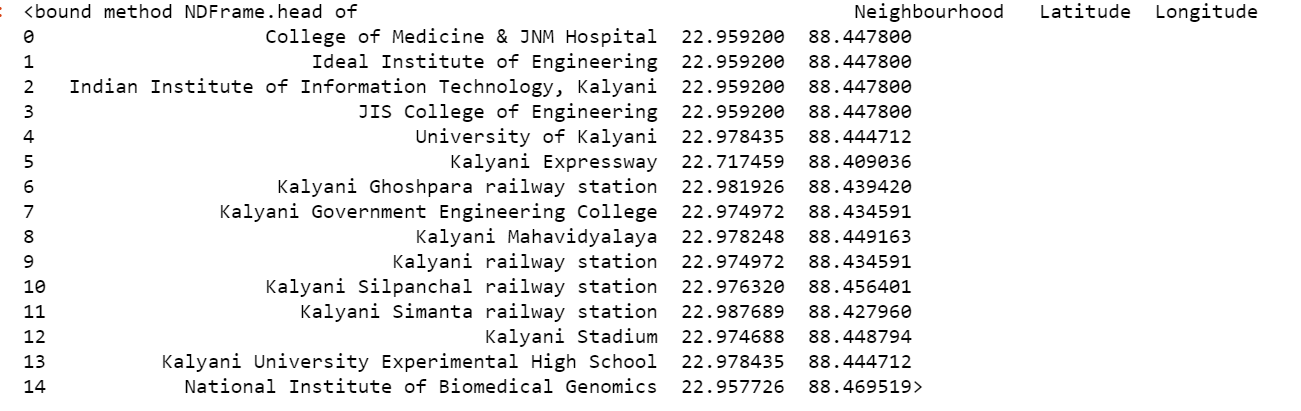 : <bound method NDFrame.head of                                           Neighbourhood   Latitude  Longitude
0                     College of Medicine & JNM Hospital  22.959200  88.447800
1                         Ideal Institute of Engineering  22.959200  88.447800
2    Indian Institute of Information Technology, Kalyani  22.959200  88.447800
3                             JIS College of Engineering  22.959200  88.447800
4                                  University of Kalyani  22.978435  88.444712
5                                     Kalyani Expressway  22.717459  88.409036
6                      Kalyani Ghoshpara railway station  22.981926  88.439420
7                 Kalyani Government Engineering College  22.974972  88.434591
8                                  Kalyani Mahavidyalaya  22.978248  88.449163
9                                Kalyani railway station  22.974972  88.434591
10                    Kalyani Silpanchal railway station  22.976320  88.456401
11                       Kalyani Simanta railway station  22.987689  88.427960
12                                       Kalyani Stadium  22.974688  88.448794
13           Kalyani University Experimental High School  22.978435  88.444712
14             National Institute of Biomedical Genomics  22.957726  88.469519>